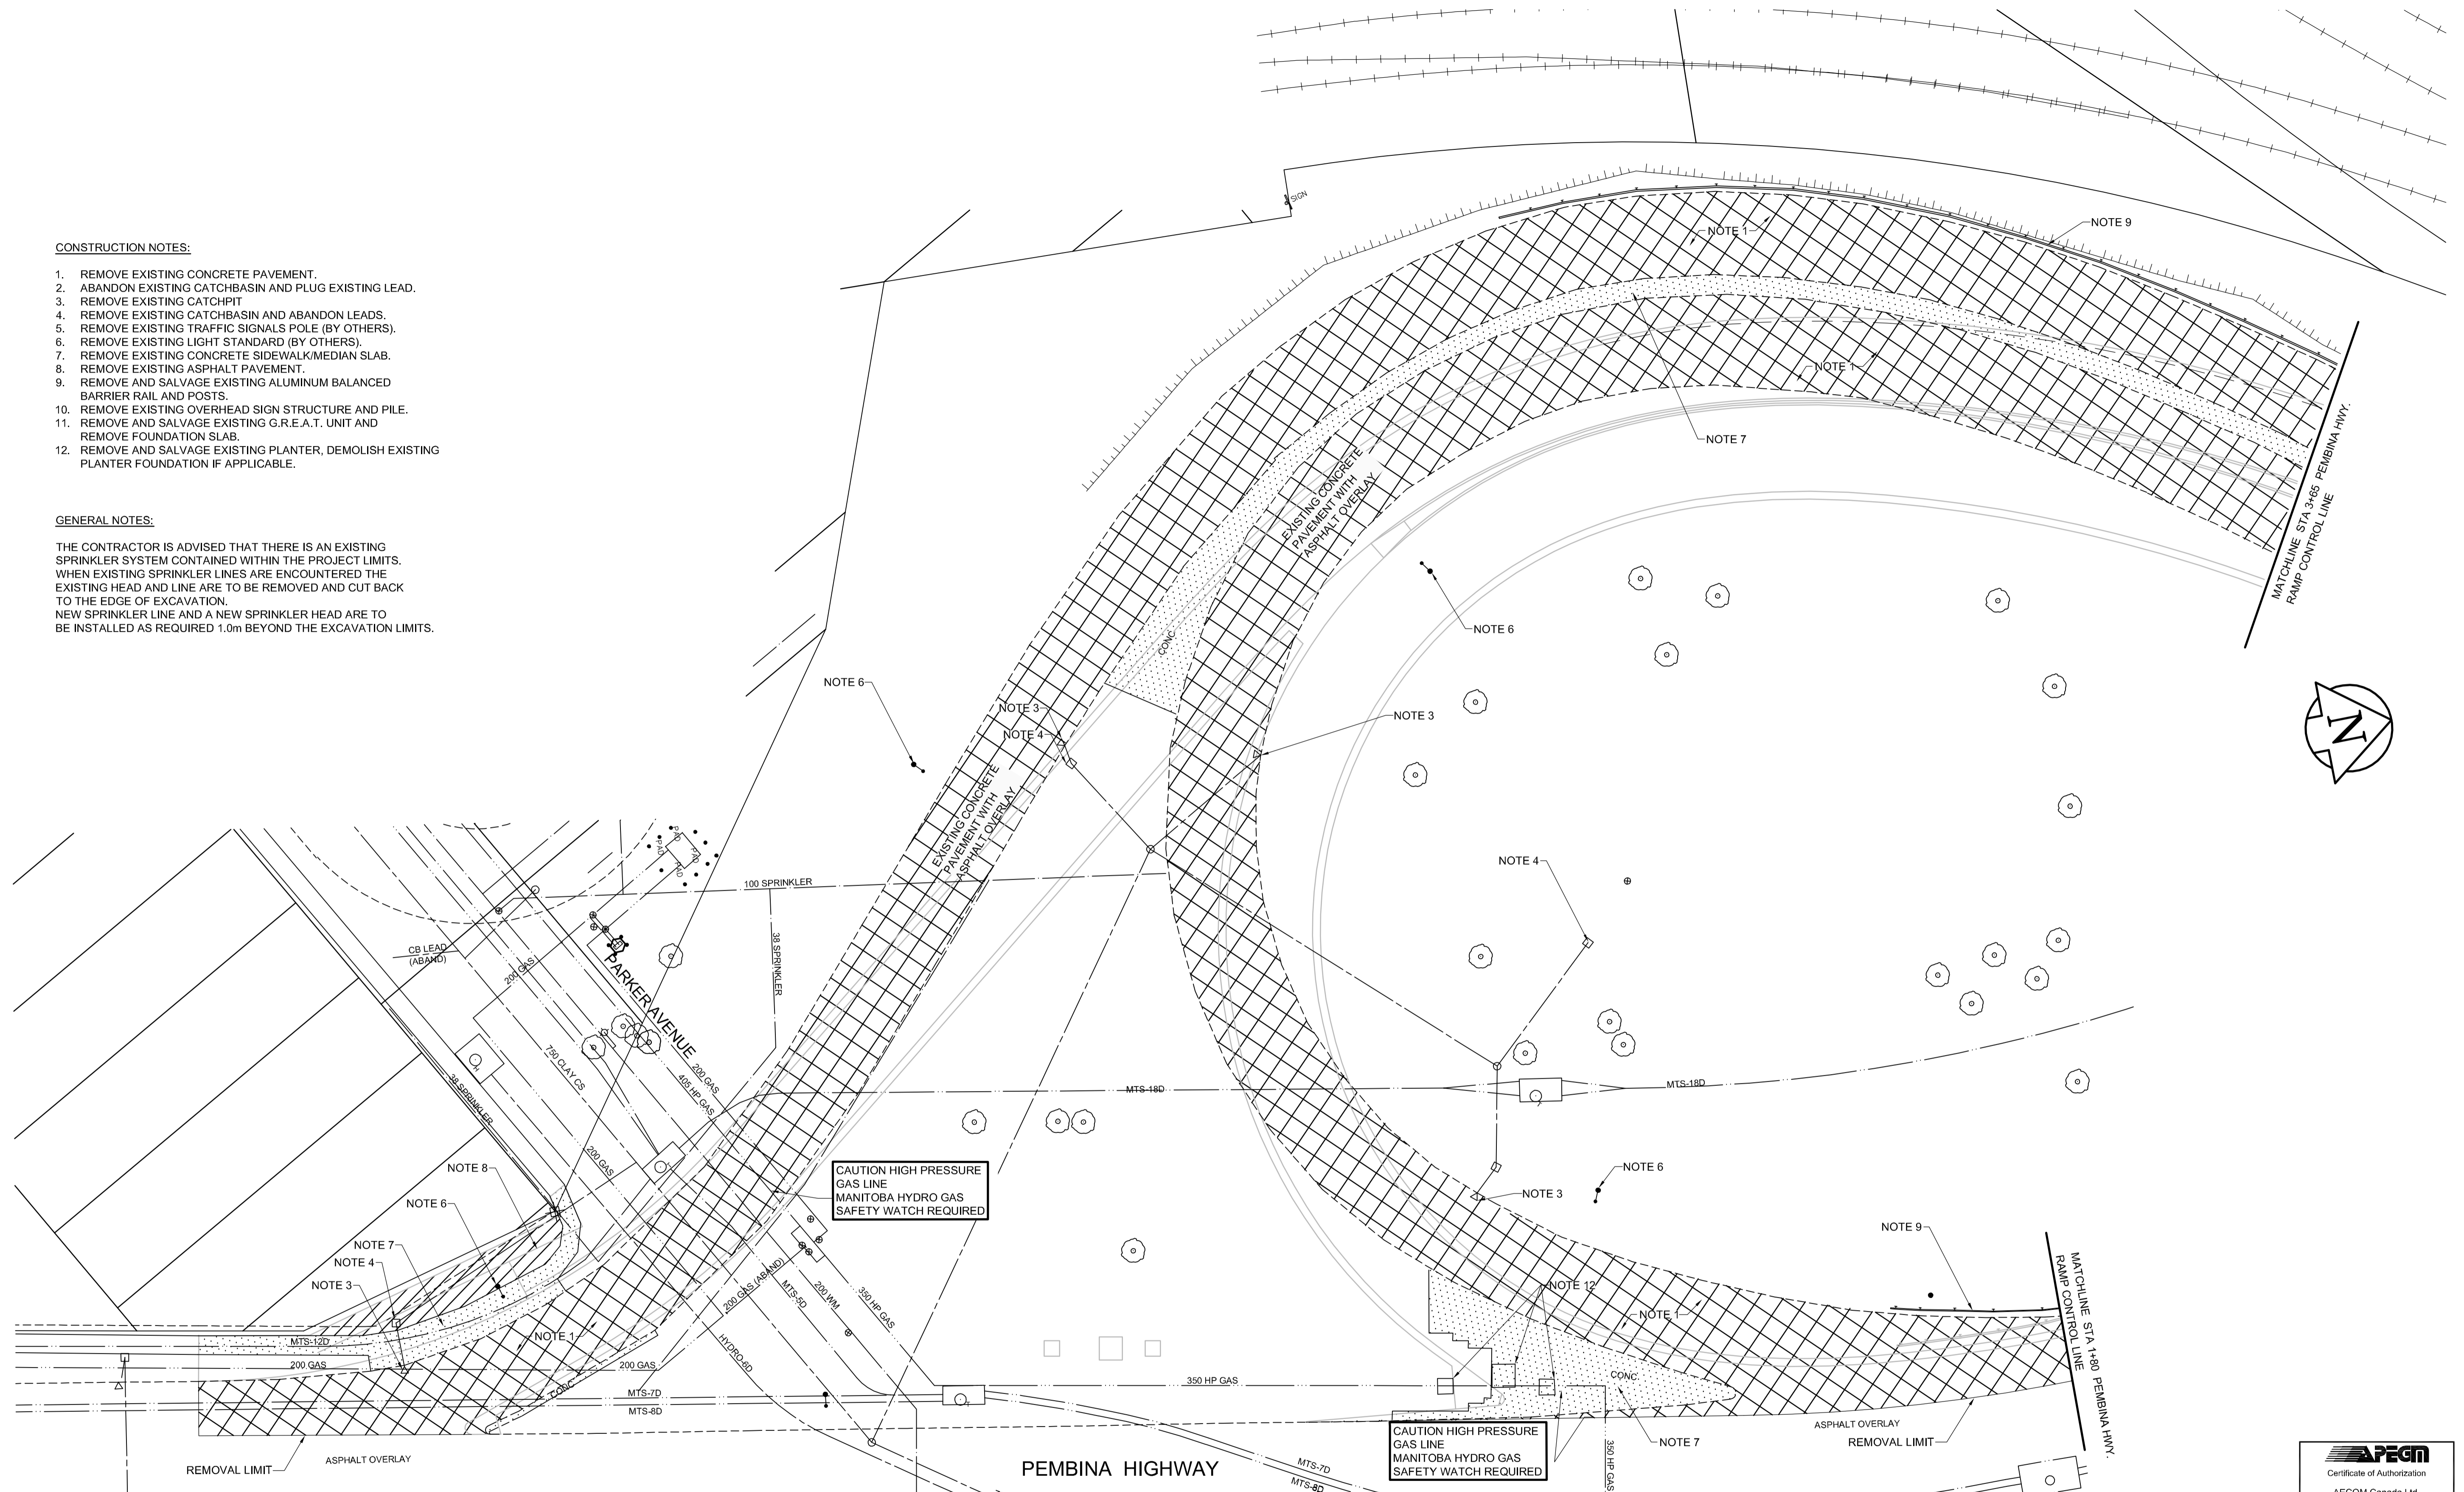 CONSTRUCTION NOTES:
1. REMOVE EXISTING CONCRETE PAVEMENT.
2. ABANDON EXISTING CATCHBASIN AND PLUG EXISTING LEAD.
3. REMOVE EXISTING CATCHPIT
4. REMOVE EXISTING CATCHBASIN AND ABANDON LEADS.
5. REMOVE EXISTING TRAFFIC SIGNALS POLE (BY OTHERS).
6. REMOVE EXISTING LIGHT STANDARD (BY OTHERS).
7. REMOVE EXISTING CONCRETE SIDEWALK/MEDIAN SLAB.
8. REMOVE EXISTING ASPHALT PAVEMENT.
9. REMOVE AND SALVAGE EXISTING ALUMINUM BALANCED
BARRIER RAIL AND POSTS.
10. REMOVE EXISTING OVERHEAD SIGN STRUCTURE AND PILE.
11. REMOVE AND SALVAGE EXISTING G.R.E.A.T. UNIT AND
REMOVE FOUNDATION SLAB.
12. REMOVE AND SALVAGE EXISTING PLANTER, DEMOLISH EXISTING
PLANTER FOUNDATION IF APPLICABLE.
GENERAL NOTES:
THE CONTRACTOR IS ADVISED THAT THERE IS AN EXISTING
SPRINKLER SYSTEM CONTAINED WITHIN THE PROJECT LIMITS.
WHEN EXISTING SPRINKLER LINES ARE ENCOUNTERED THE
EXISTING HEAD AND LINE ARE TO BE REMOVED AND CUT BACK
TO THE EDGE OF EXCAVATION.
NEW SPRINKLER LINE AND A NEW SPRINKLER HEAD ARE TO
BE INSTALLED AS REQUIRED 1.0m BEYOND THE EXCAVATION LIMITS.
SIGN
NOTE 1
NOTE 9
NOTE 1
NOTE 7
EXISTING CONCRETE
PAVEMENT WITH
ASPHALT OVERLAY
MATCHLINE STA 3+65 PEMBINA HWY.
RAMP CONTROL LINE
CONC
NOTE 6
NOTE 6
NOTE 3
NOTE 4
NOTE 3
N
EXISTING CONCRETE
PAVEMENT WITH
ASPHALT OVERLAY
PAD
PAD
PAD
PAD
100 SPRINKLER
38 SPRINKLER
NOTE 4
CB LEAD
(ABAND)
200 GAS
PARKER AVENUE
750 CLAY CS
200 GAS
405 HP GAS
38 SPRINKLER
MTS-18D
MTS-18D
200 GAS
CAUTION HIGH PRESSURE
GAS LINE
MANITOBA HYDRO GAS
SAFETY WATCH REQUIRED
NOTE 8
NOTE 6
NOTE 7
NOTE 4
NOTE 3
NOTE 6
NOTE 3
NOTE 9
200 GAS (ABAND)
MTS-5D
200 WM
350 HP GAS
NOTE 12
NOTE 1
MATCHLINE STA 1+80 PEMBINA HWY.
RAMP CONTROL LINE
MTS-12D
NOTE 1
200 GAS
200 GAS
HYDRO-6D
CONC
MTS-7D
MTS-8D
350 HP GAS
CONC
ASPHALT OVERLAY
REMOVAL LIMIT
NOTE 7
CAUTION HIGH PRESSURE
GAS LINE
MANITOBA HYDRO GAS
SAFETY WATCH REQUIRED
350 HP GAS
REMOVAL LIMIT
ASPHALT OVERLAY
PEMBINA HIGHWAY
MTS-7D
MTS-8D
APEGM
Certificate of Authorization
AECOM Canada Ltd.